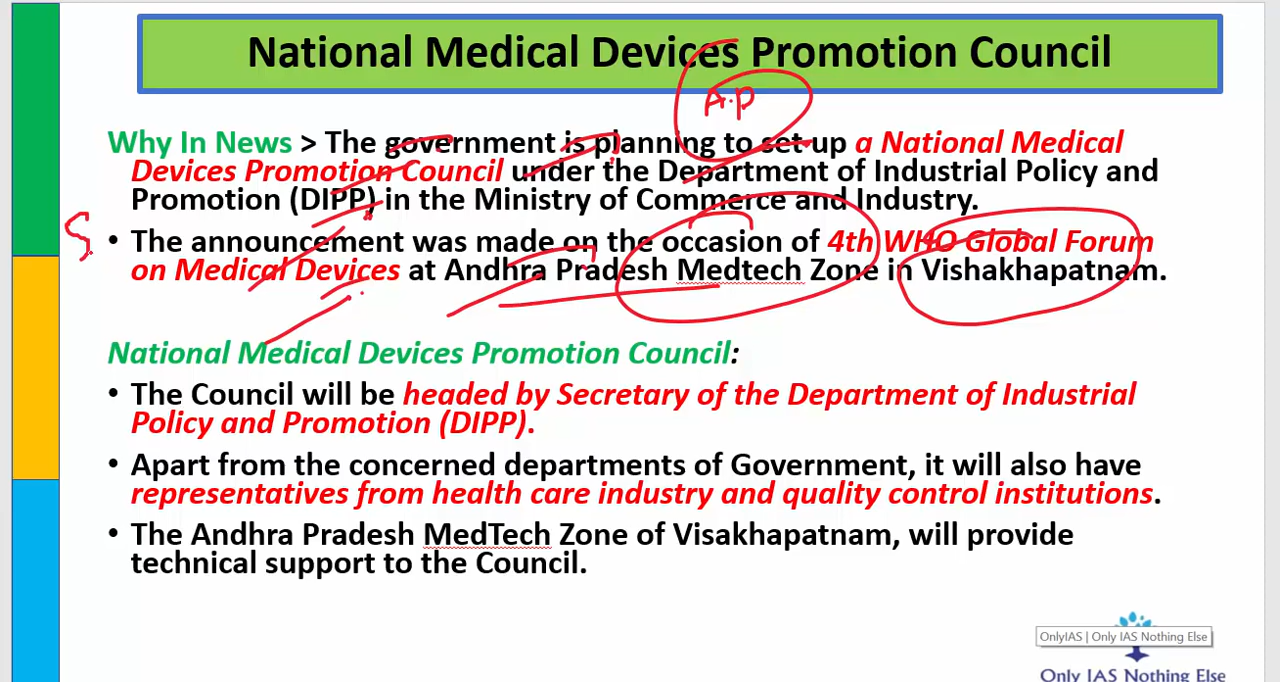 National Medical Devices Promotion Council
A.P
Why In News > The government is planning to set-up a National Medical
Devices Promotion Council under the Department of Industrial Policy and
Promotion (DIPP) in the Ministry of Commerce and Industry.
• The announcement was made on the occasion of 4th WHO Global Forum
on Medical Devices at Andhra Pradesh Medtech Zone in Vishakhapatnam.
National Medical Devices Promotion Council:
• The Council will be headed by Secretary of the Department of Industrial
Policy and Promotion (DIPP).
• Apart from the concerned departments of Government, it will also have
representatives from health care industry and quality control institutions.
• The Andhra Pradesh MedTech Zone of Visakhapatnam, will provide
technical support to the Council.
OnlyIAS | Only IAS Nothing Else
Only IAS Nothing Else